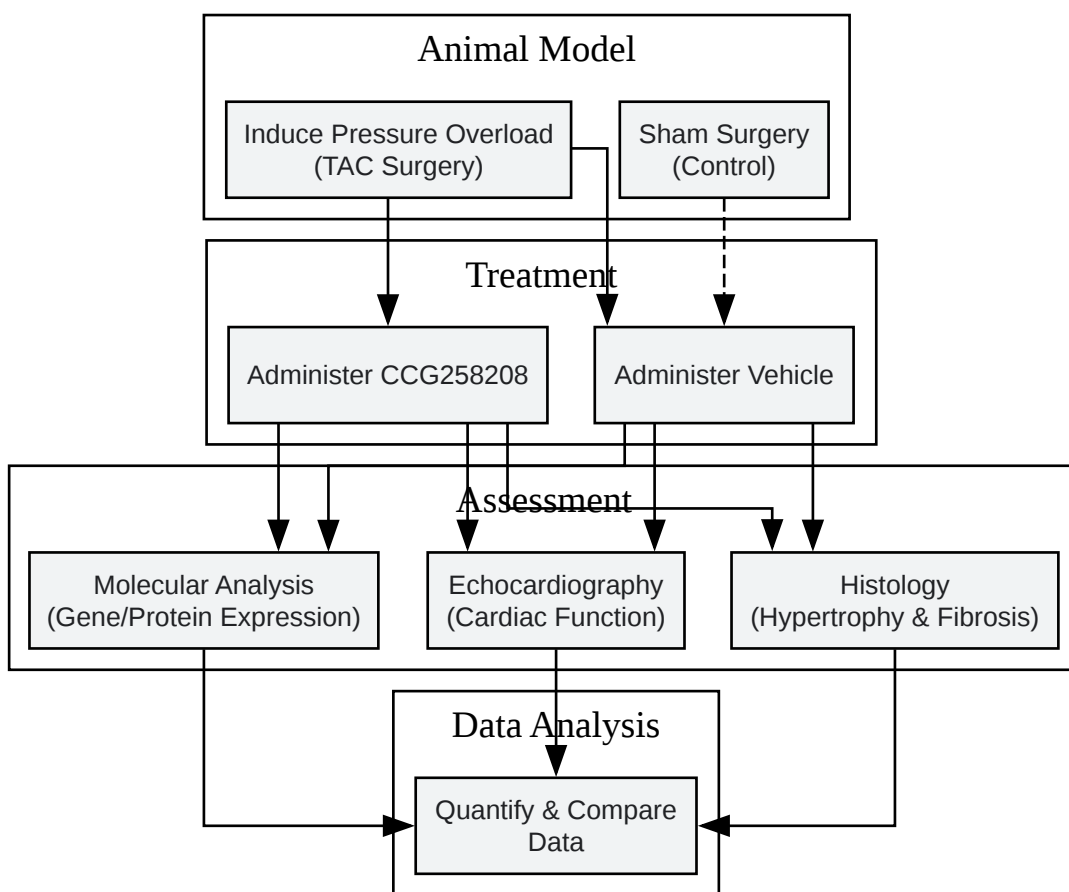 Animal Model
Induce Pressure Overload
(TAC Surgery)
Sham Surgery
(Control)
Treatment
Administer CCG258208
Administer Vehicle
Assessment
Molecular Analysis
(Gene/Protein Expression)
Echocardiography
(Cardiac Function)
Histology
(Hypertrophy & Fibrosis)
Data Analysis
Quantify & Compare
Data